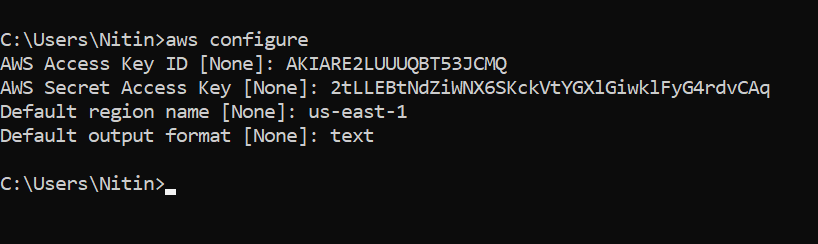 C:\Users\Nitin>aws configure
AWS Access Key ID [None]: AKIARE2LUUUQBT53JCMQ
AWS Secret Access Key [None]: 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
Default region name [None]: us-east-1
Default output format [None]: text
C:\Users\Nitin>